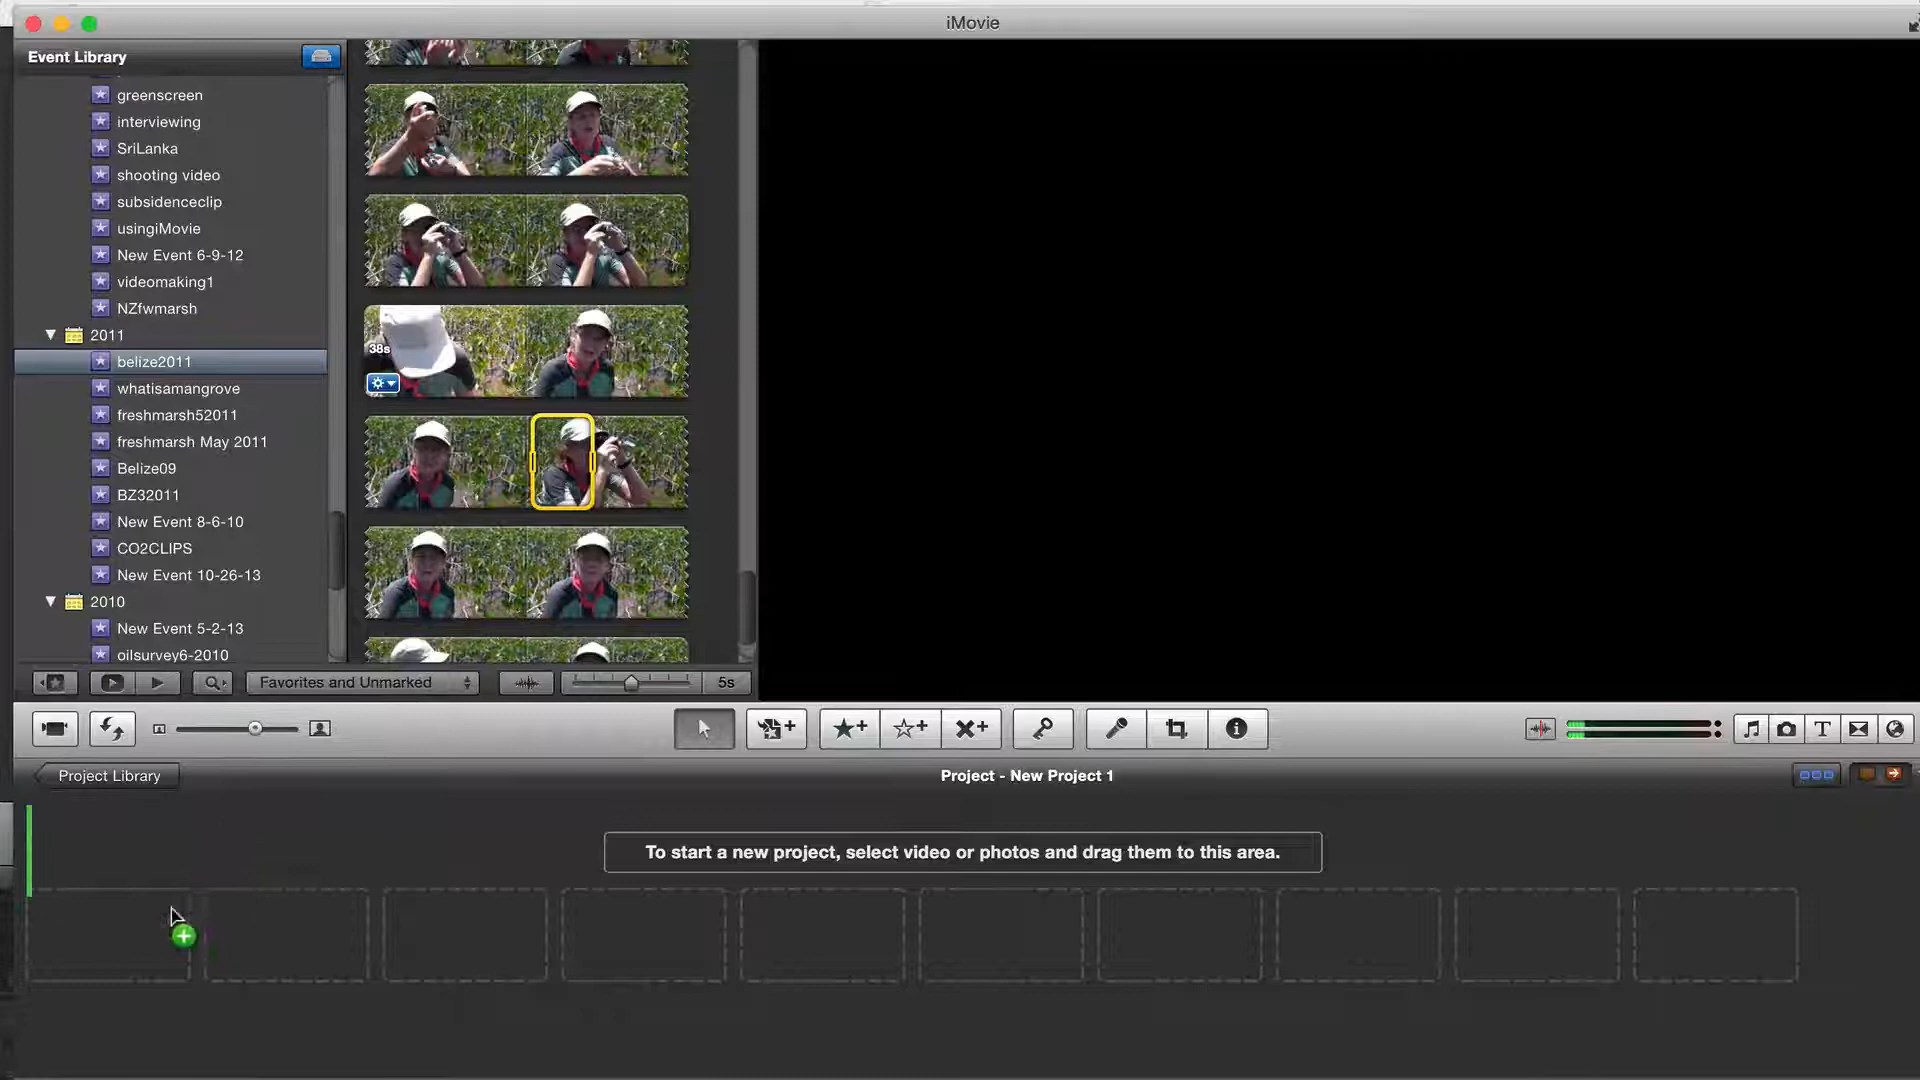 iMovie
Event Library
greenscreen
interviewing
SriLanka
shooting video
subsidenceclip
usingiMovie
New Event 6-9-12
videomaking1
NZfwmarsh
2011
belize2011
whatisamangrove
freshmarsh52011
freshmarsh May 2011
Belize09
BZ32011
New Event 8-6-10
CO2CLIPS
New Event 10-26-13
2010
New Event 5-2-13
oilsurvey6-2010
38s
Favorites and Unmarked
5s
Project Library
Project - New Project 1
To start a new project, select video or photos and drag them to this area.